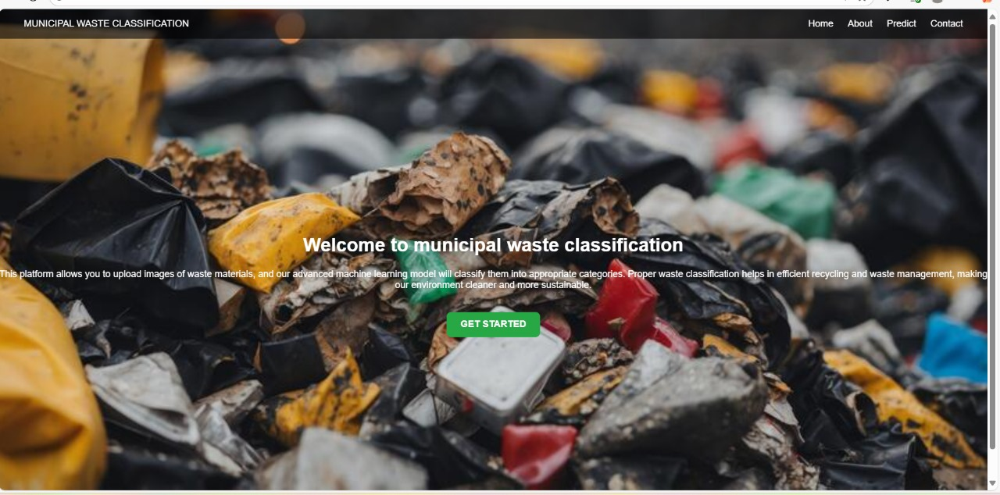 MUNICIPAL WASTE CLASSIFICATION
Home About Predict Contact
Welcome to municipal waste classification
This platform allows you to upload images of waste materials, and our advanced machine learning model will classify them into appropriate categories. Proper waste classification helps in efficient recycling and waste management, making
our environment cleaner and more sustainable.
GET STARTED